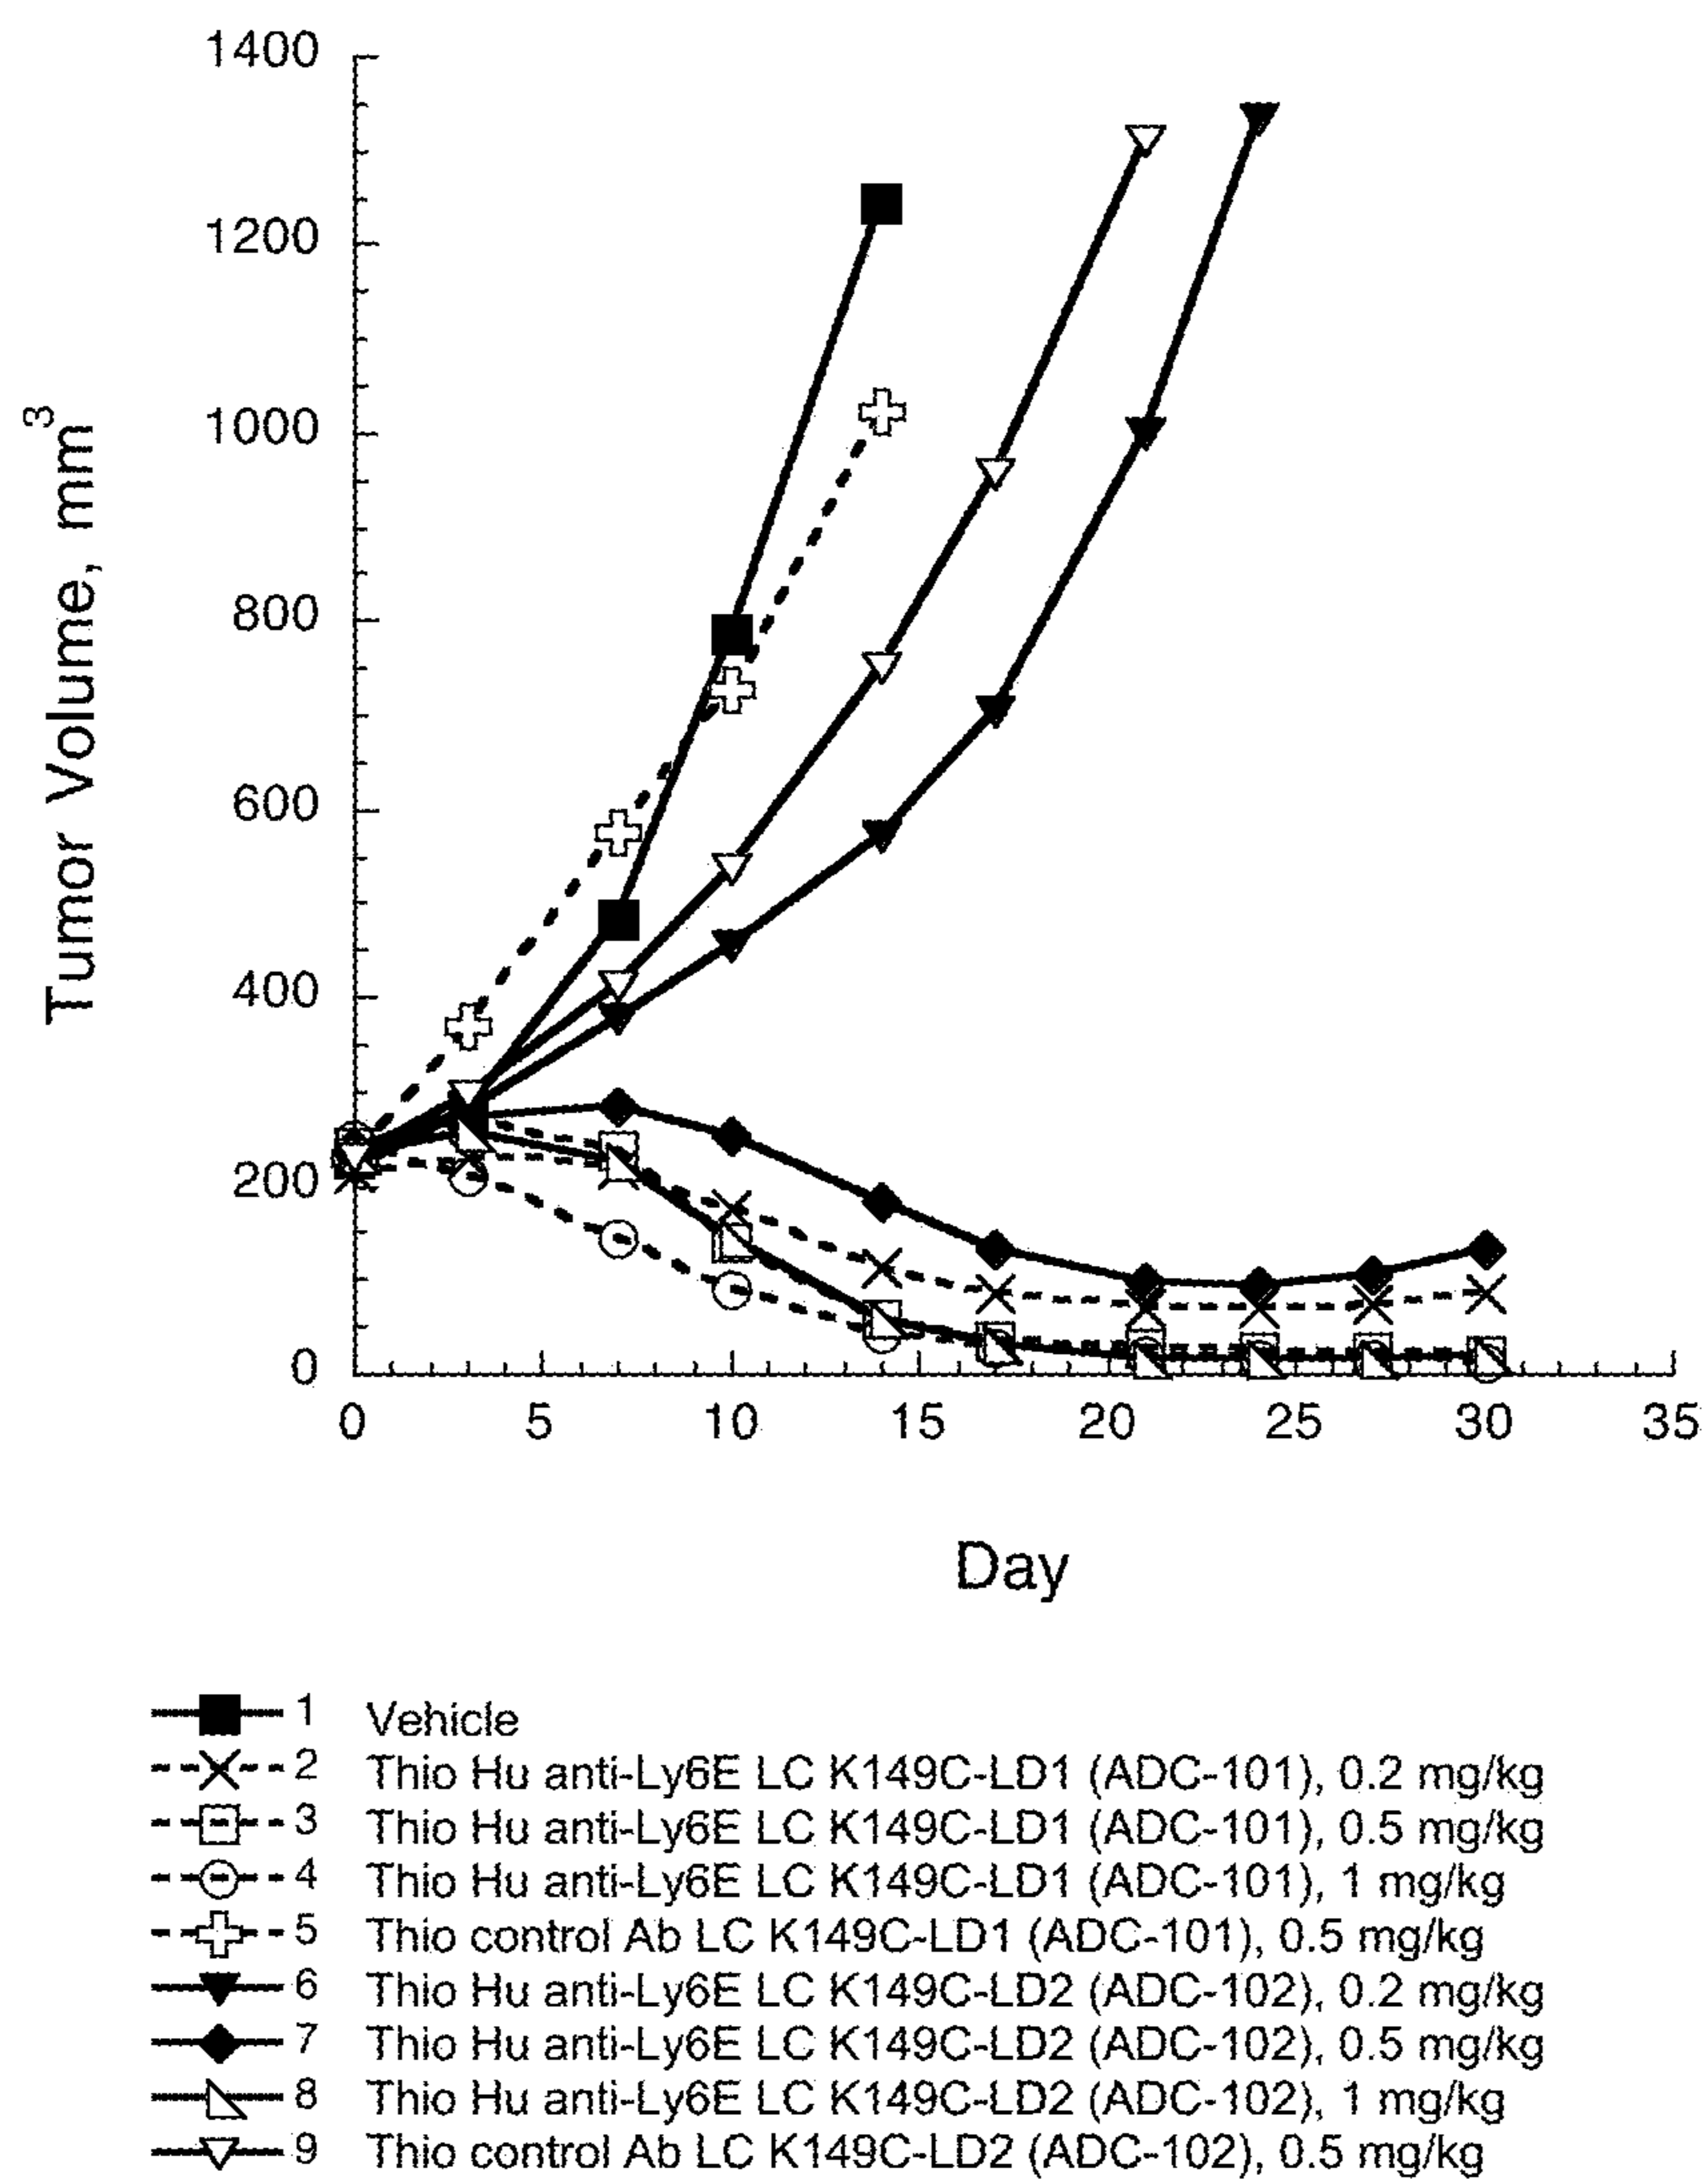 1400
1200
1000
800
600
400
200
0
Tumor Volume, mm³
0 5 10 15 20 25 30 35
Day
1 Vehicle
2 Thio Hu anti-Ly6E LC K149C-LD1 (ADC-101), 0.2 mg/kg
3 Thio Hu anti-Ly6E LC K149C-LD1 (ADC-101), 0.5 mg/kg
4 Thio Hu anti-Ly6E LC K149C-LD1 (ADC-101), 1 mg/kg
5 Thio control Ab LC K149C-LD1 (ADC-101), 0.5 mg/kg
6 Thio Hu anti-Ly6E LC K149C-LD2 (ADC-102), 0.2 mg/kg
7 Thio Hu anti-Ly6E LC K149C-LD2 (ADC-102), 0.5 mg/kg
8 Thio Hu anti-Ly6E LC K149C-LD2 (ADC-102), 1 mg/kg
9 Thio control Ab LC K149C-LD2 (ADC-102), 0.5 mg/kg